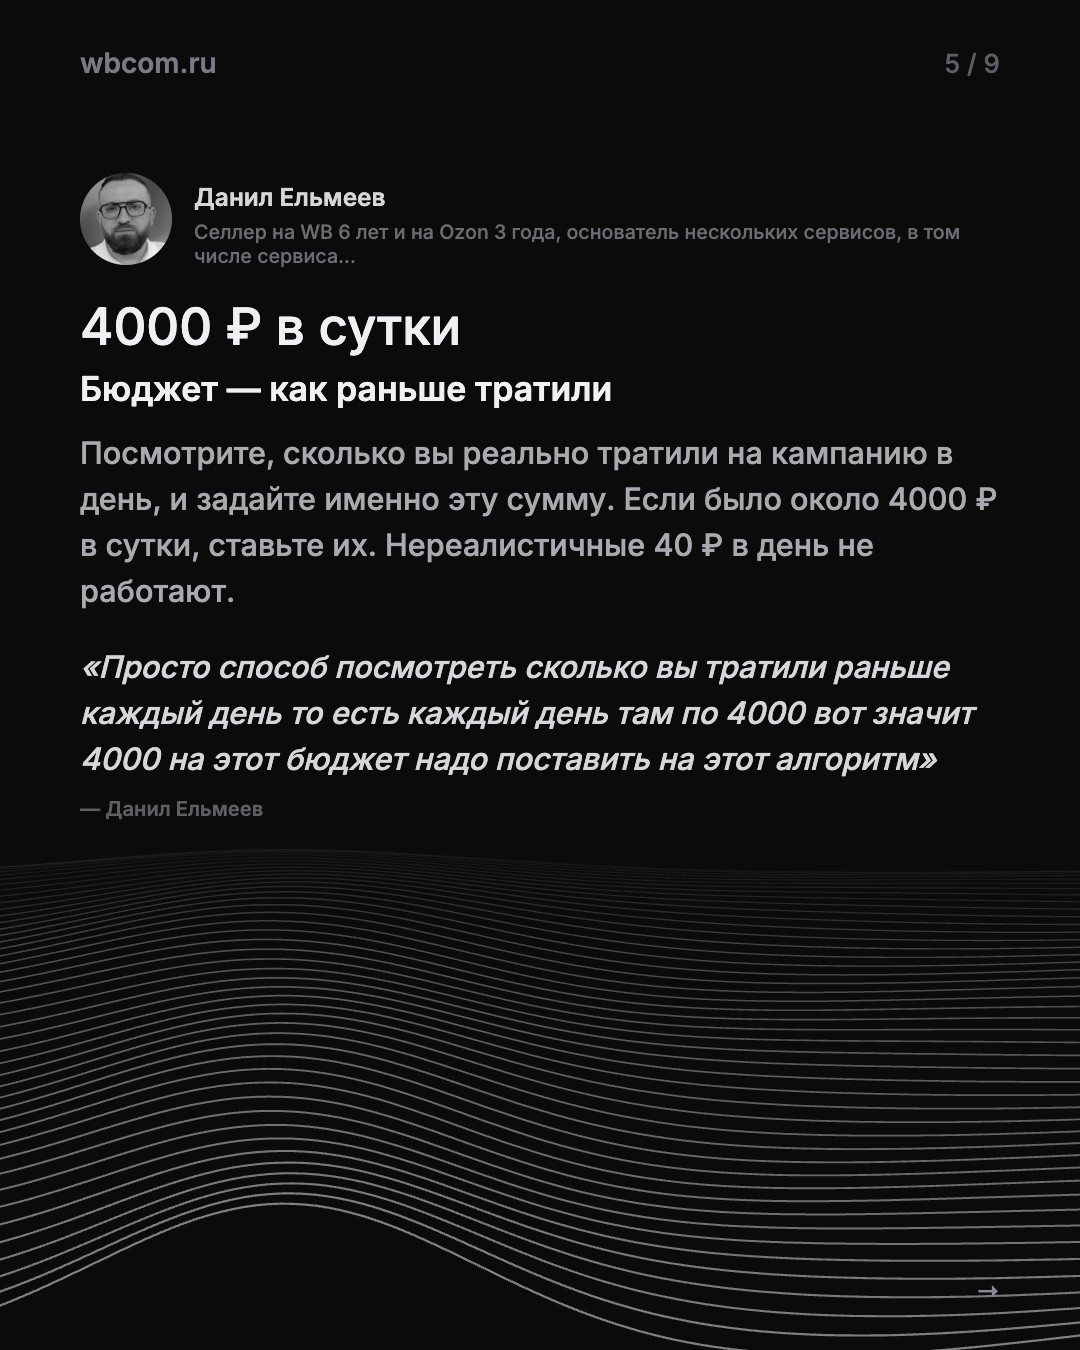 wbcom.ru
5 / 9
Данил Ельмеев
Селлер на WB 6 лет и на Ozon 3 года, основатель нескольких сервисов, в том
числе сервиса...
4000 ₽ в сутки
Бюджет — как раньше тратили
Посмотрите, сколько вы реально тратили на кампанию в
день, и задайте именно эту сумму. Если было около 4000 ₽
в сутки, ставьте их. Нереалистичные 40 ₽ в день не
работают.
«Просто способ посмотреть сколько вы тратили раньше
каждый день то есть каждый день там по 4000 вот значит
4000 на этот бюджет надо поставить на этот алгоритм»
— Данил Ельмеев
→